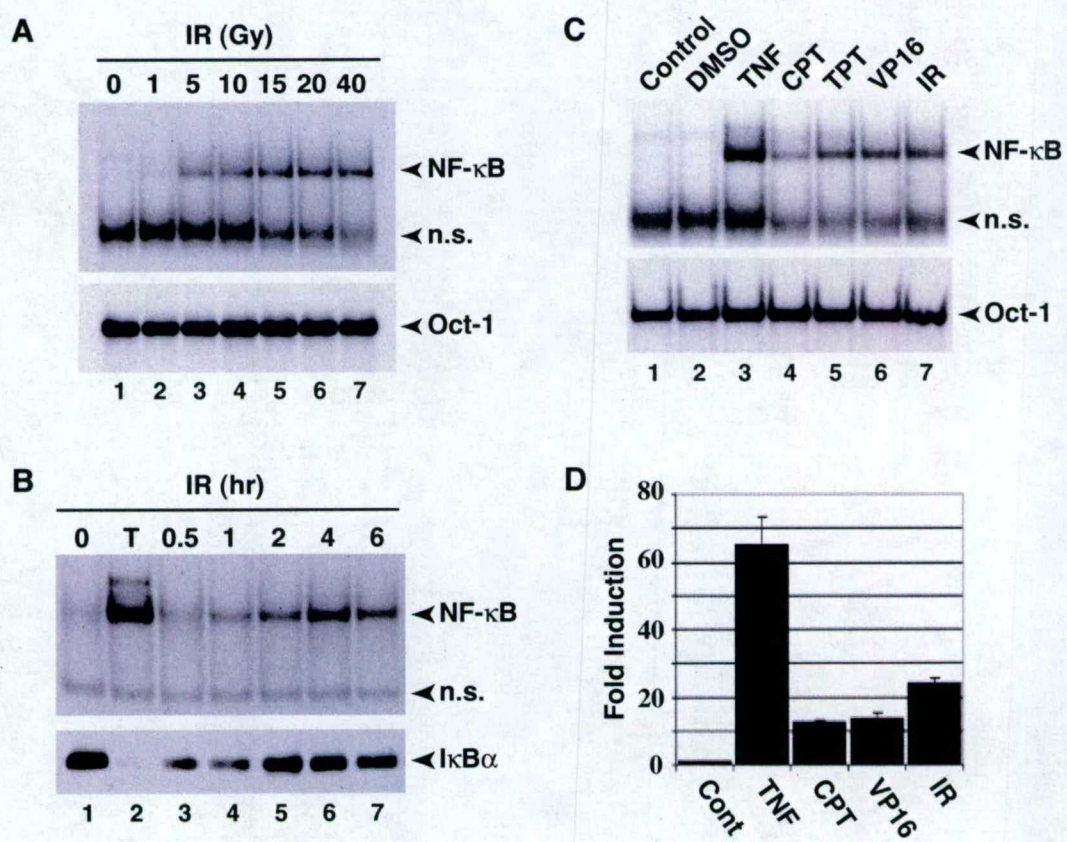 A
IR (Gy)
0 1 5 10 15 20 40
NF-κB
n.s.
Oct-1
1 2 3 4 5 6 7
C
Control DMSO TNF CPT TPT VP16 IR
NF-κB
n.s.
Oct-1
1 2 3 4 5 6 7
B
IR (hr)
0 T 0.5 1 2 4 6
NF-κB
n.s.
IκBα
1 2 3 4 5 6 7
D
Fold Induction
80
60
40
20
0
Cont TNF CPT VP16 IR